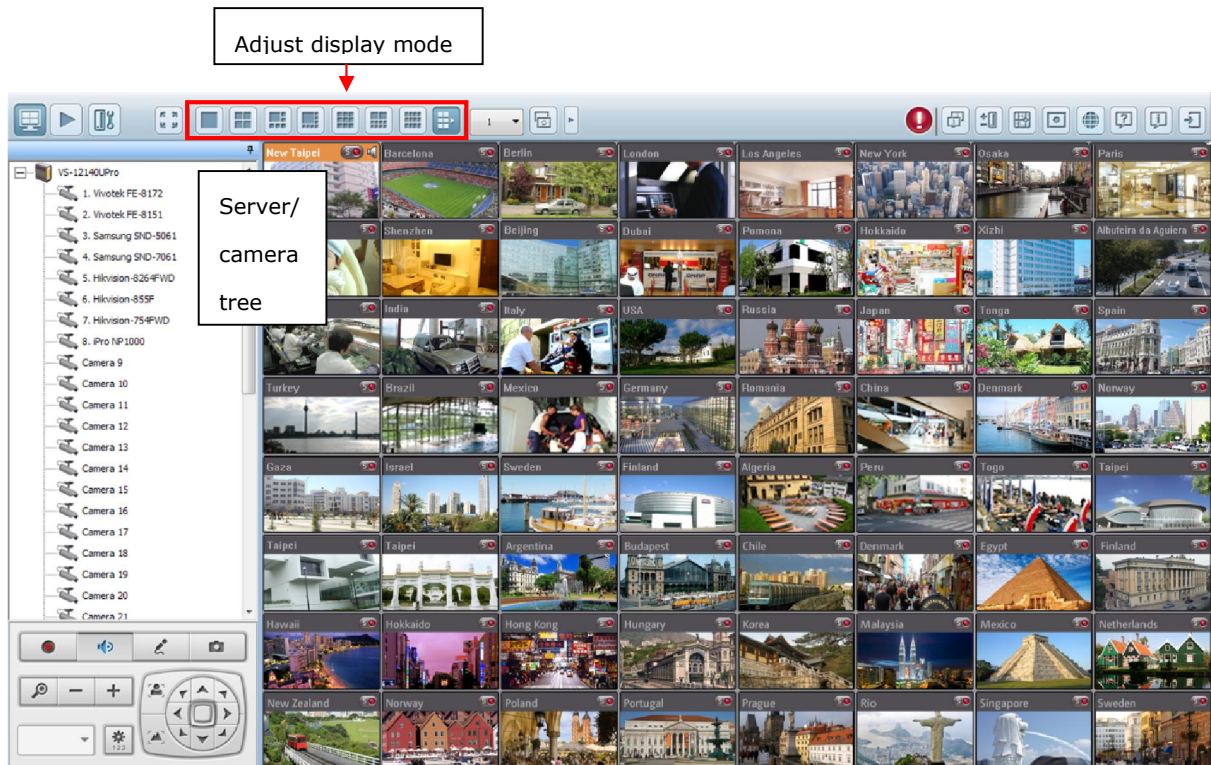 Adjust display mode
1
VS-12140UPro
1. Vivotek FE-8172
2. Vivotek FE-8151
3. Samsung SND-5061
4. Samsung SND-7061
5. Hikvision-8264FWD
6. Hikvision-855F
7. Hikvision-754FWD
8. iPro NP1000
Camera 9
Camera 10
Camera 11
Camera 12
Camera 13
Camera 14
Camera 15
Camera 16
Camera 17
Camera 18
Camera 19
Camera 20
Camera 21
Server/
camera
tree
New Taipei Barcelona Berlin London Los Angeles New York Osaka Paris
Shenzhen Beijing Dubai Pomona Hokkaido Xizhi Albufeira da Aguiera
India Italy USA Russia Japan Tonga Spain
Turkey Brazil Mexico Germany Romania China Denmark Norway
Gaza Israel Sweden Finland Algeria Peru Togo Taipei
Taipei Taipei Argentina Budapest Chile Denmark Egypt Finland
Hawaii Hokkaido Hong Kong Hungary Korea Malaysia Mexico Netherlands
New Zealand Norway Poland Portugal Prague Rio Singapore Sweden
123